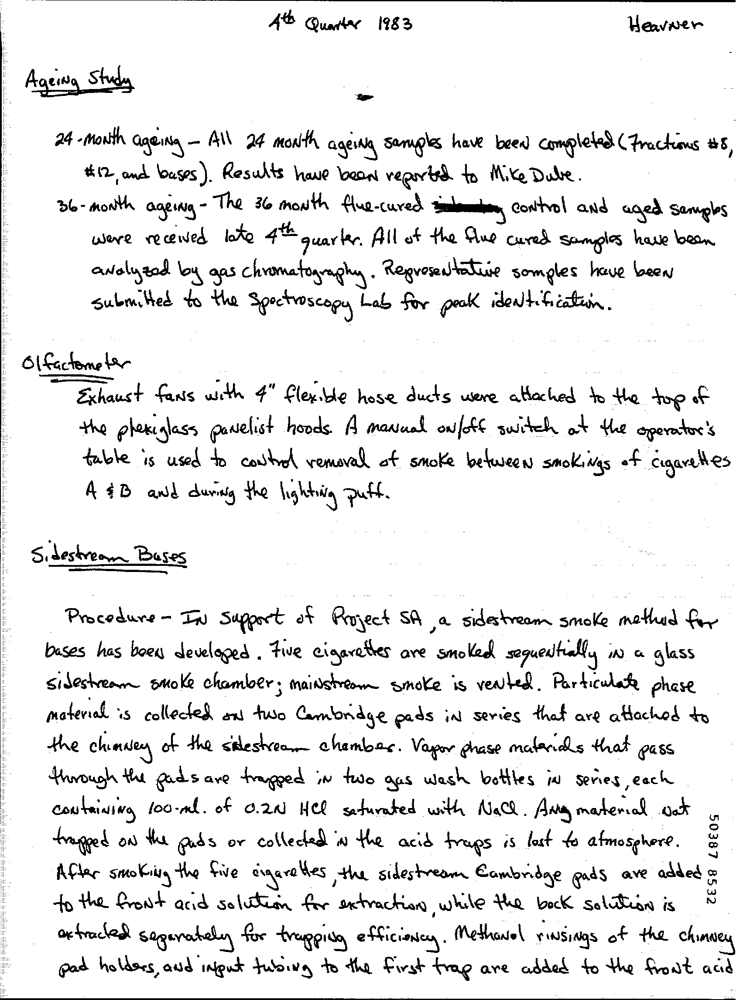 4th Quarter 1983 Heavner
Ageing Study
24-month ageing - All 24 month ageing samples have been completed (Fractions #8,
#12, and bases). Results have been reported to Mike Dube.
36-month ageing - The 36 month flue-cured control and aged samples
were received late 4th quarter. All of the flue cured samples have been
analyzed by gas chromatography. Representative samples have been
submitted to the Spectroscopy Lab for peak identification.
Olfactometer
Exhaust fans with 4" flexible hose ducts were attached to the top of
the plexiglass panelist hoods. A manual on/off switch at the operator's
table is used to control removal of smoke between smokings of cigarettes
A & B and during the lighting puff.
Sidestream Bases
Procedure - In support of Project SA, a sidestream smoke method for
bases has been developed. Five cigarettes are smoked sequentially in a glass
sidestream smoke chamber; mainstream smoke is vented. Particulate phase
material is collected on two Cambridge pads in series that are attached to
the chimney of the sidestream chamber. Vapor phase materials that pass
through the pads are trapped in two gas wash bottles in series, each
containing 100-ml. of 0.2N HCl saturated with NaCl. Any material not
trapped on the pads or collected in the acid traps is lost to atmosphere.
After smoking the five cigarettes, the sidestream Cambridge pads are added
to the front acid solution for extraction, while the back solution is
extracted separately for trapping efficiency. Methanol rinsings of the chimney
pad holders, and input tubing to the first trap are added to the front acid
50387 8532